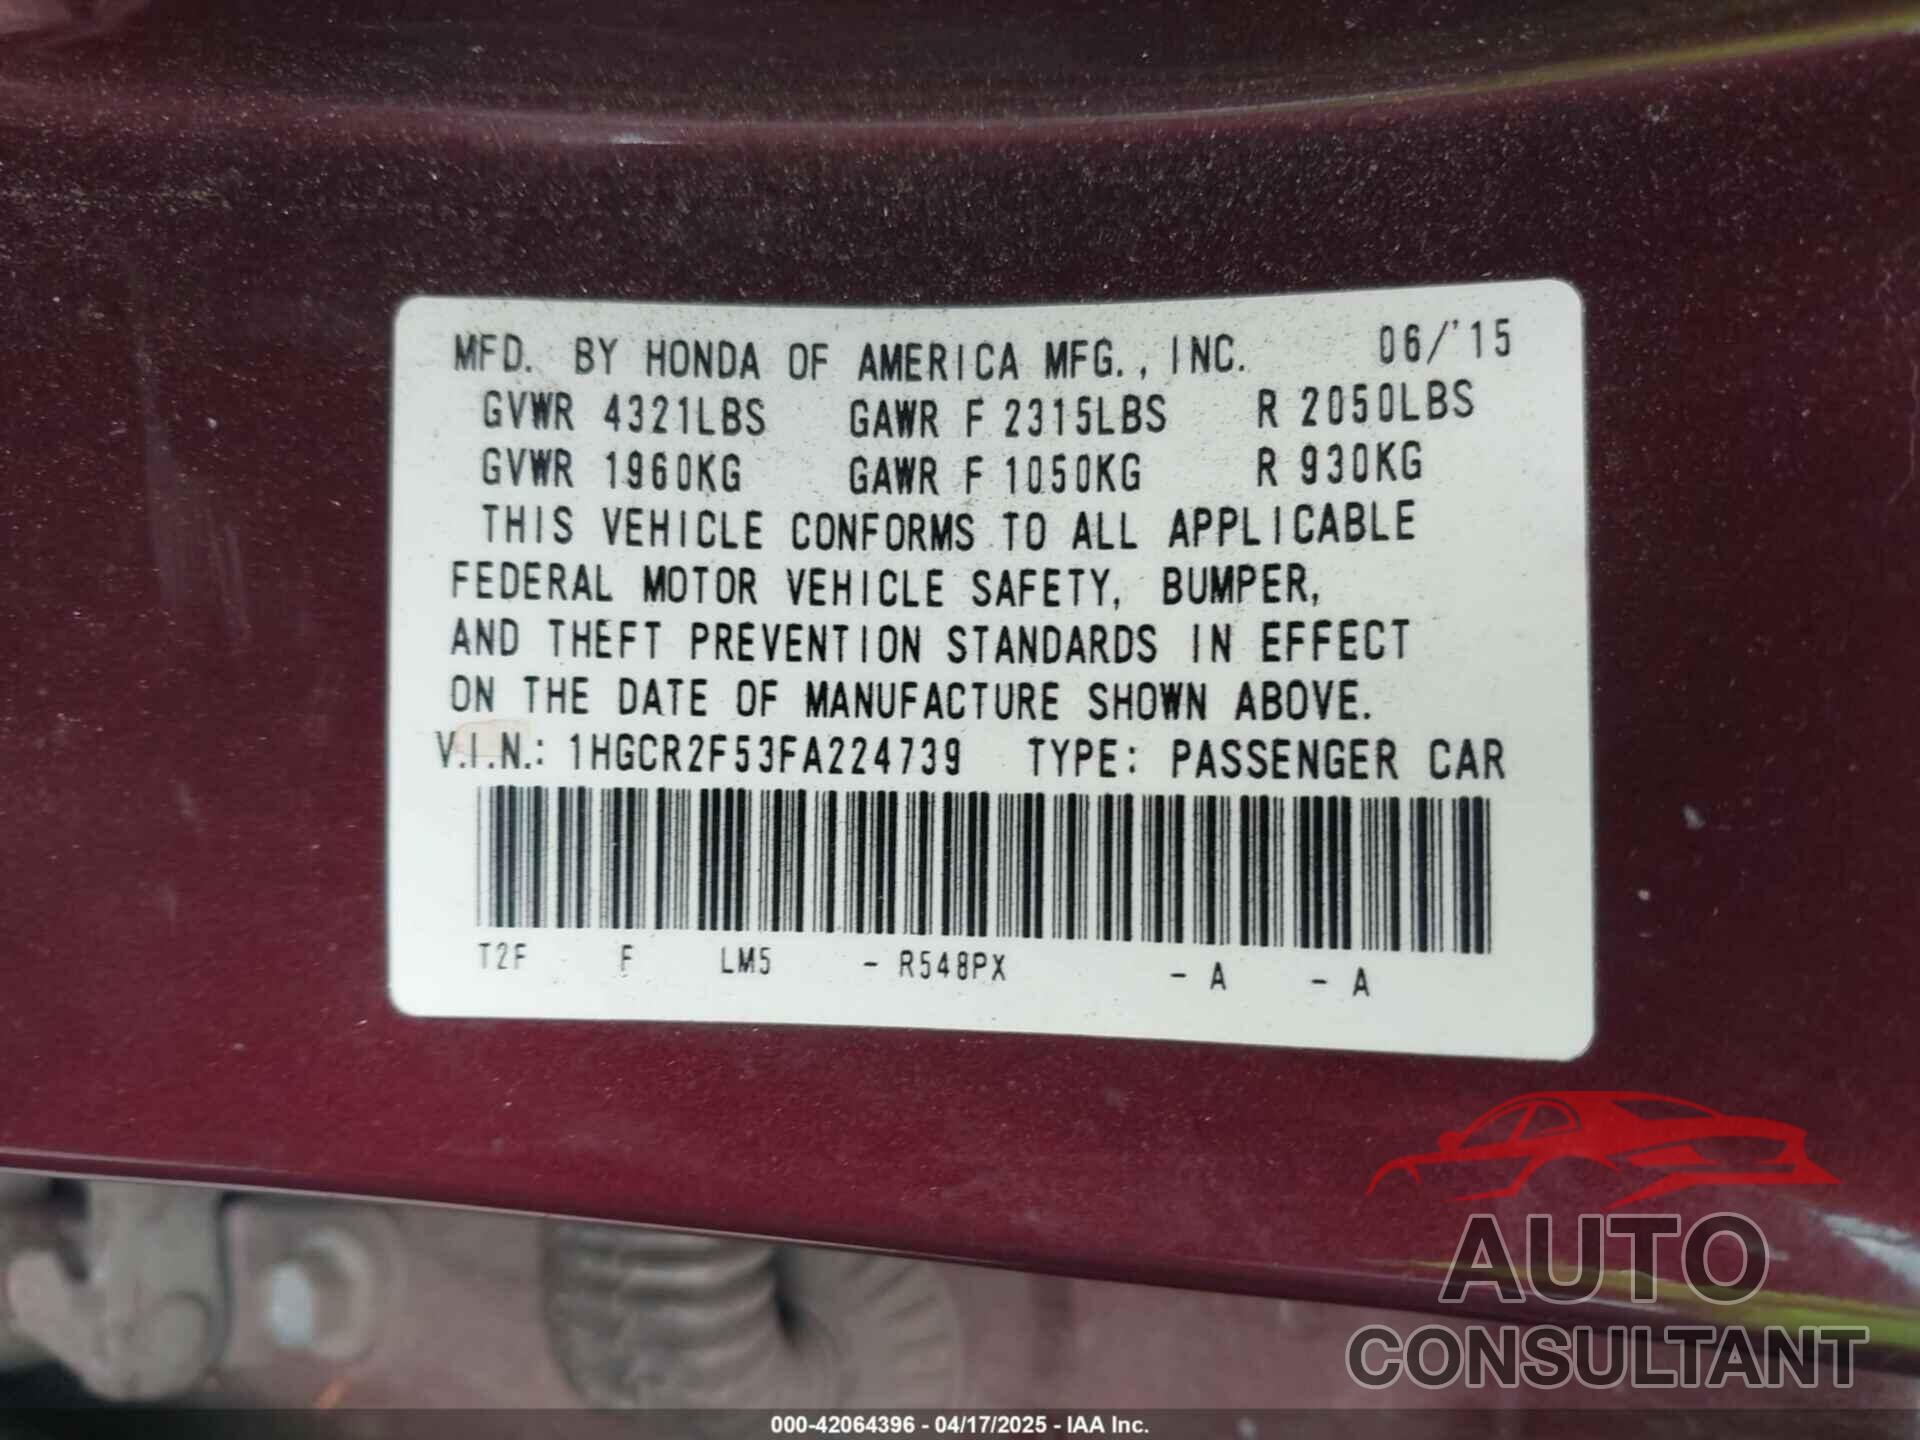 MFD. BY HONDA OF AMERICA MFG., INC. 06/'15
GVWR 4321LBS GAWR F 2315LBS R 2050LBS
GVWR 1960KG GAWR F 1050KG R 930KG
THIS VEHICLE CONFORMS TO ALL APPLICABLE
FEDERAL MOTOR VEHICLE SAFETY, BUMPER,
AND THEFT PREVENTION STANDARDS IN EFFECT
ON THE DATE OF MANUFACTURE SHOWN ABOVE.
V.I.N.: 1HGCR2F53FA224739 TYPE: PASSENGER CAR
T2F F LM5 - R548PX - A - A
AUTO
CONSULTANT
000-42064396 - 04/17/2025 - IAA Inc.